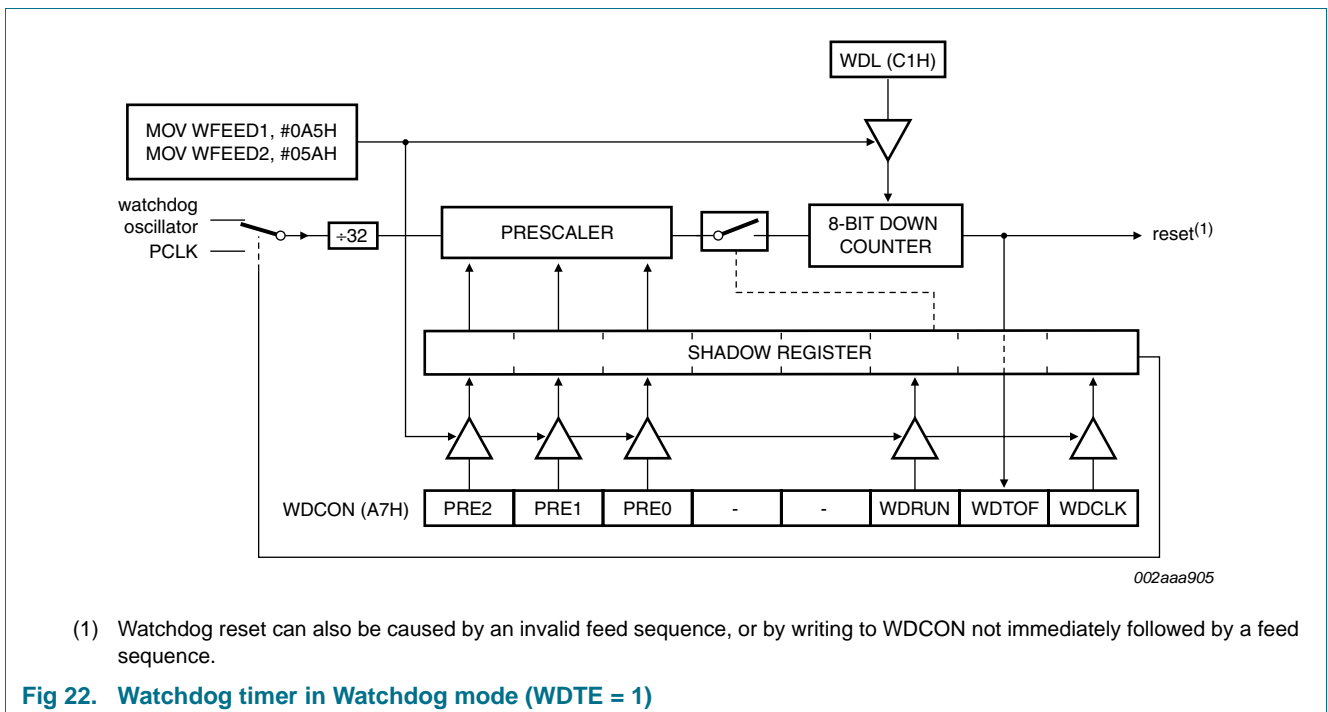 WDL (C1H)
MOV WFEED1, #0A5H
MOV WFEED2, #05AH
watchdog
oscillator
PCLK
÷32
PRESCALER
8-BIT DOWN
COUNTER
reset(1)
SHADOW REGISTER
WDCON (A7H)
PRE2
PRE1
PRE0
-
-
WDRUN
WDTOF
WDCLK
002aaa905
(1) Watchdog reset can also be caused by an invalid feed sequence, or by writing to WDCON not immediately followed by a feed
sequence.
Fig 22. Watchdog timer in Watchdog mode (WDTE = 1)